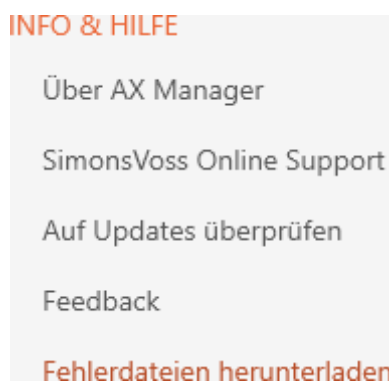 INFO & HILFE
Über AX Manager
SimonsVoss Online Support
Auf Updates überprüfen
Feedback
Fehlerdateien herunterladen